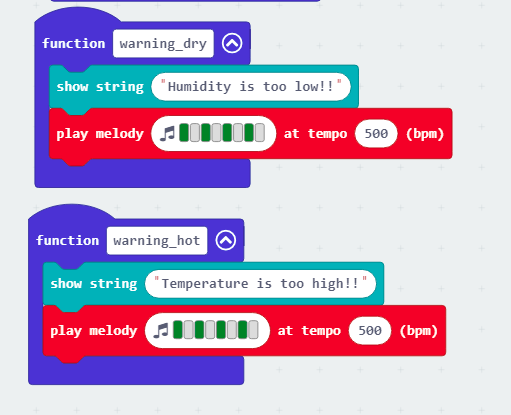 function warning_dry
show string "Humidity is too low!!"
play melody at tempo 500 (bpm)
function warning_hot
show string "Temperature is too high!!"
play melody at tempo 500 (bpm)